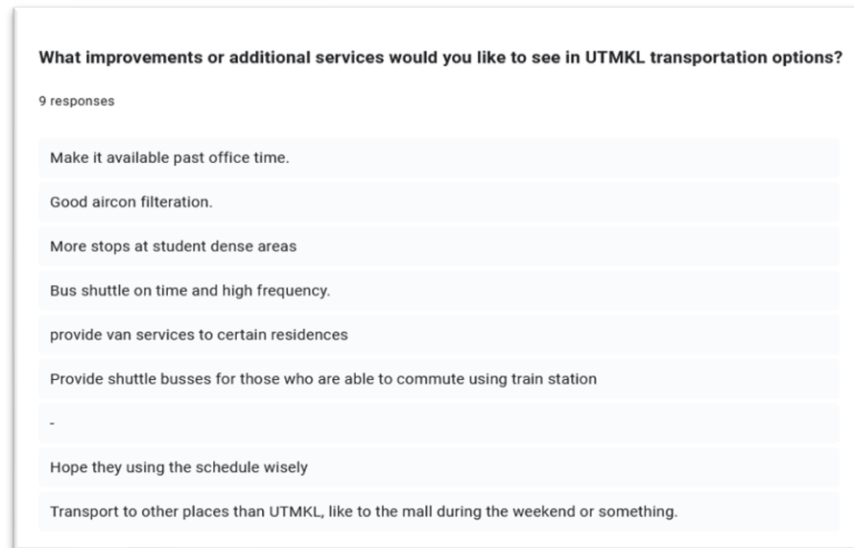 What improvements or additional services would you like to see in UTMKL transportation options?
9 responses
Make it available past office time.
Good aircon filteration.
More stops at student dense areas
Bus shuttle on time and high frequency.
provide van services to certain residences
Provide shuttle busses for those who are able to commute using train station
-
Hope they using the schedule wisely
Transport to other places than UTMKL, like to the mall during the weekend or something.